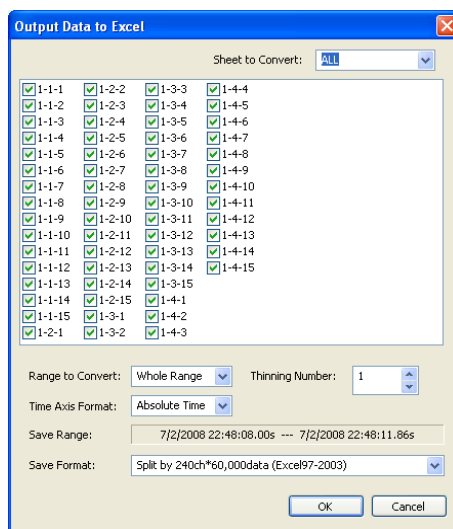 Output Data to Excel
Sheet to Convert: ALL
1-1-1 1-2-2 1-3-3 1-4-4
1-1-2 1-2-3 1-3-4 1-4-5
1-1-3 1-2-4 1-3-5 1-4-6
1-1-4 1-2-5 1-3-6 1-4-7
1-1-5 1-2-6 1-3-7 1-4-8
1-1-6 1-2-7 1-3-8 1-4-9
1-1-7 1-2-8 1-3-9 1-4-10
1-1-8 1-2-9 1-3-10 1-4-11
1-1-9 1-2-10 1-3-11 1-4-12
1-1-10 1-2-11 1-3-12 1-4-13
1-1-11 1-2-12 1-3-13 1-4-14
1-1-12 1-2-13 1-3-14 1-4-15
1-1-13 1-2-14 1-3-15
1-1-14 1-2-15 1-4-1
1-1-15 1-3-1 1-4-2
1-2-1 1-3-2 1-4-3
Range to Convert: Whole Range Thinning Number: 1
Time Axis Format: Absolute Time
Save Range: 7/2/2008 22:48:08.00s --- 7/2/2008 22:48:11.86s
Save Format: Split by 240ch*60,000data (Excel97-2003)
OK Cancel